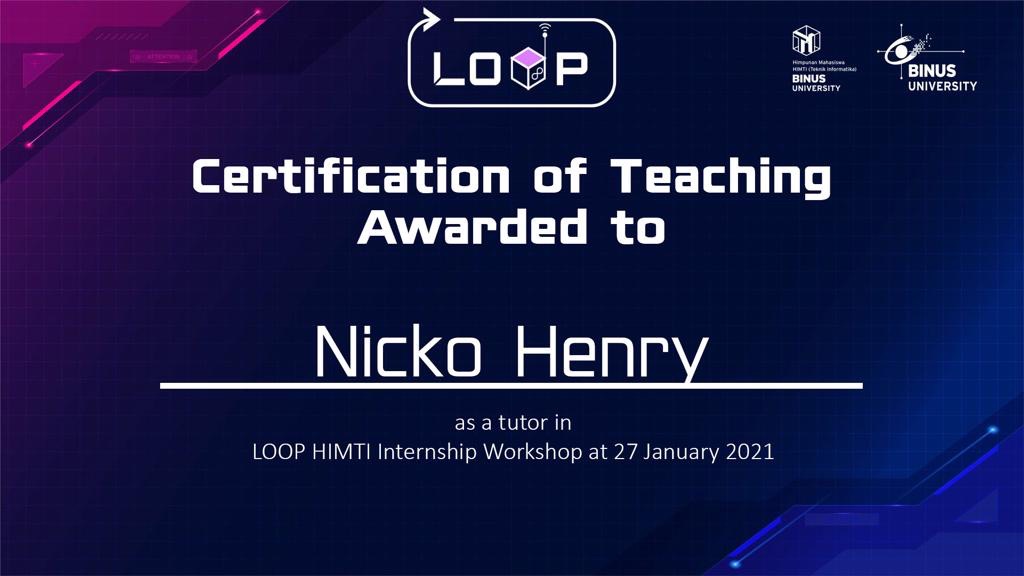 LOOP
Himpunan Mahasiswa
HIMTI (Teknik Informatika)
BINUS
UNIVERSITY
BINUS
UNIVERSITY
ATTENTION
Certification of Teaching
Awarded to
Nicko Henry
as a tutor in
LOOP HIMTI Internship Workshop at 27 January 2021